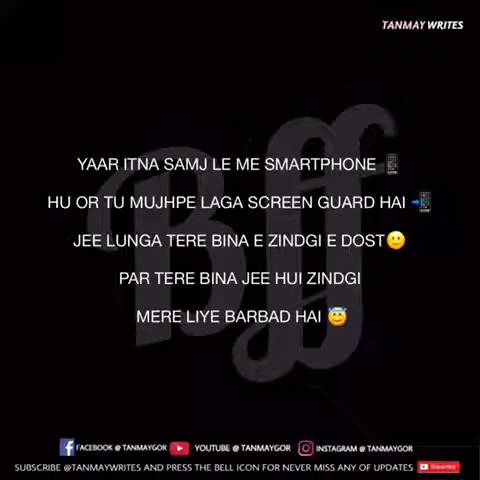 TANMAY WRITES
Bff
YAAR ITNA SAMJ LE ME SMARTPHONE 📱
HU OR TU MUJHPE LAGA SCREEN GUARD HAI 📲
JEE LUNGA TERE BINA E ZINDGI E DOST🙂
PAR TERE BINA JEE HUI ZINDGI
MERE LIYE BARBAD HAI 😇
FACEBOOK @ TANMAYGOR YOUTUBE @ TANMAYGOR INSTAGRAM @ TANMAYGOR
SUBSCRIBE @TANMAYWRITES AND PRESS THE BELL ICON FOR NEVER MISS ANY OF UPDATES Subscribe